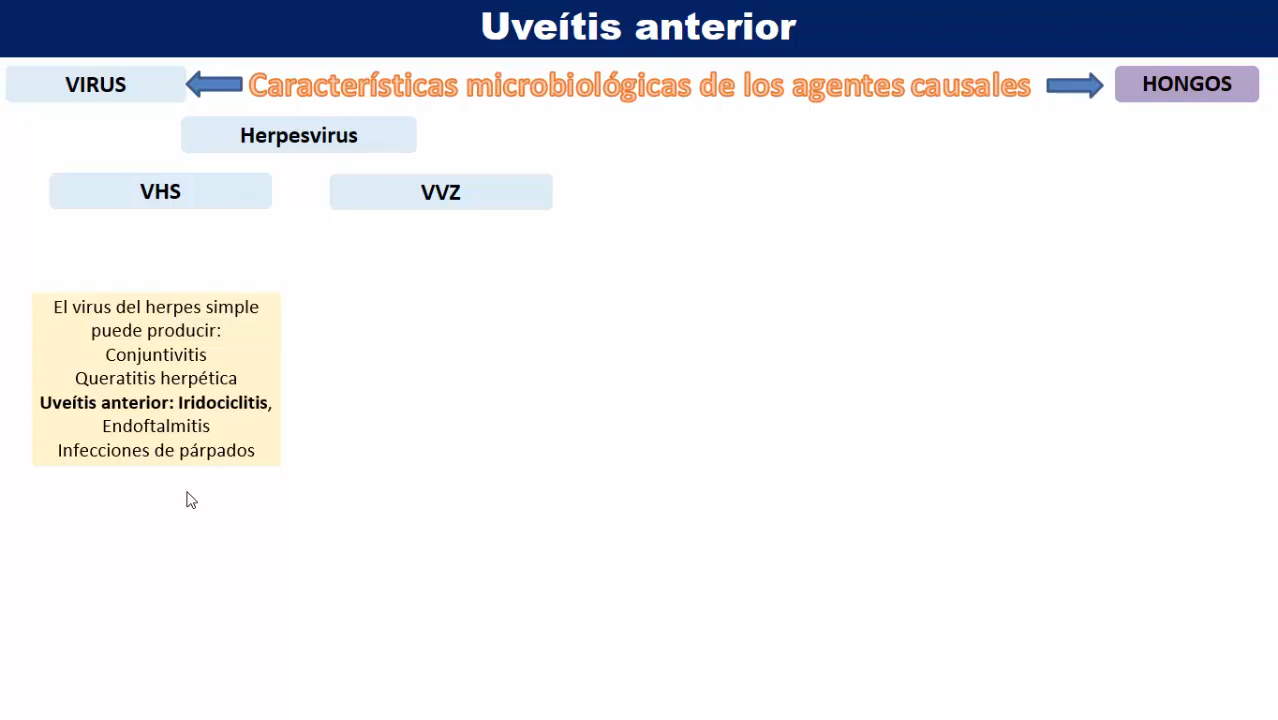 Uveítis anterior
VIRUS
Características microbiológicas de los agentes causales
HONGOS
Herpesvirus
VHS
VVZ
El virus del herpes simple
puede producir:
Conjuntivitis
Queratitis herpética
Uveítis anterior: Iridociclitis,
Endoftalmitis
Infecciones de párpados